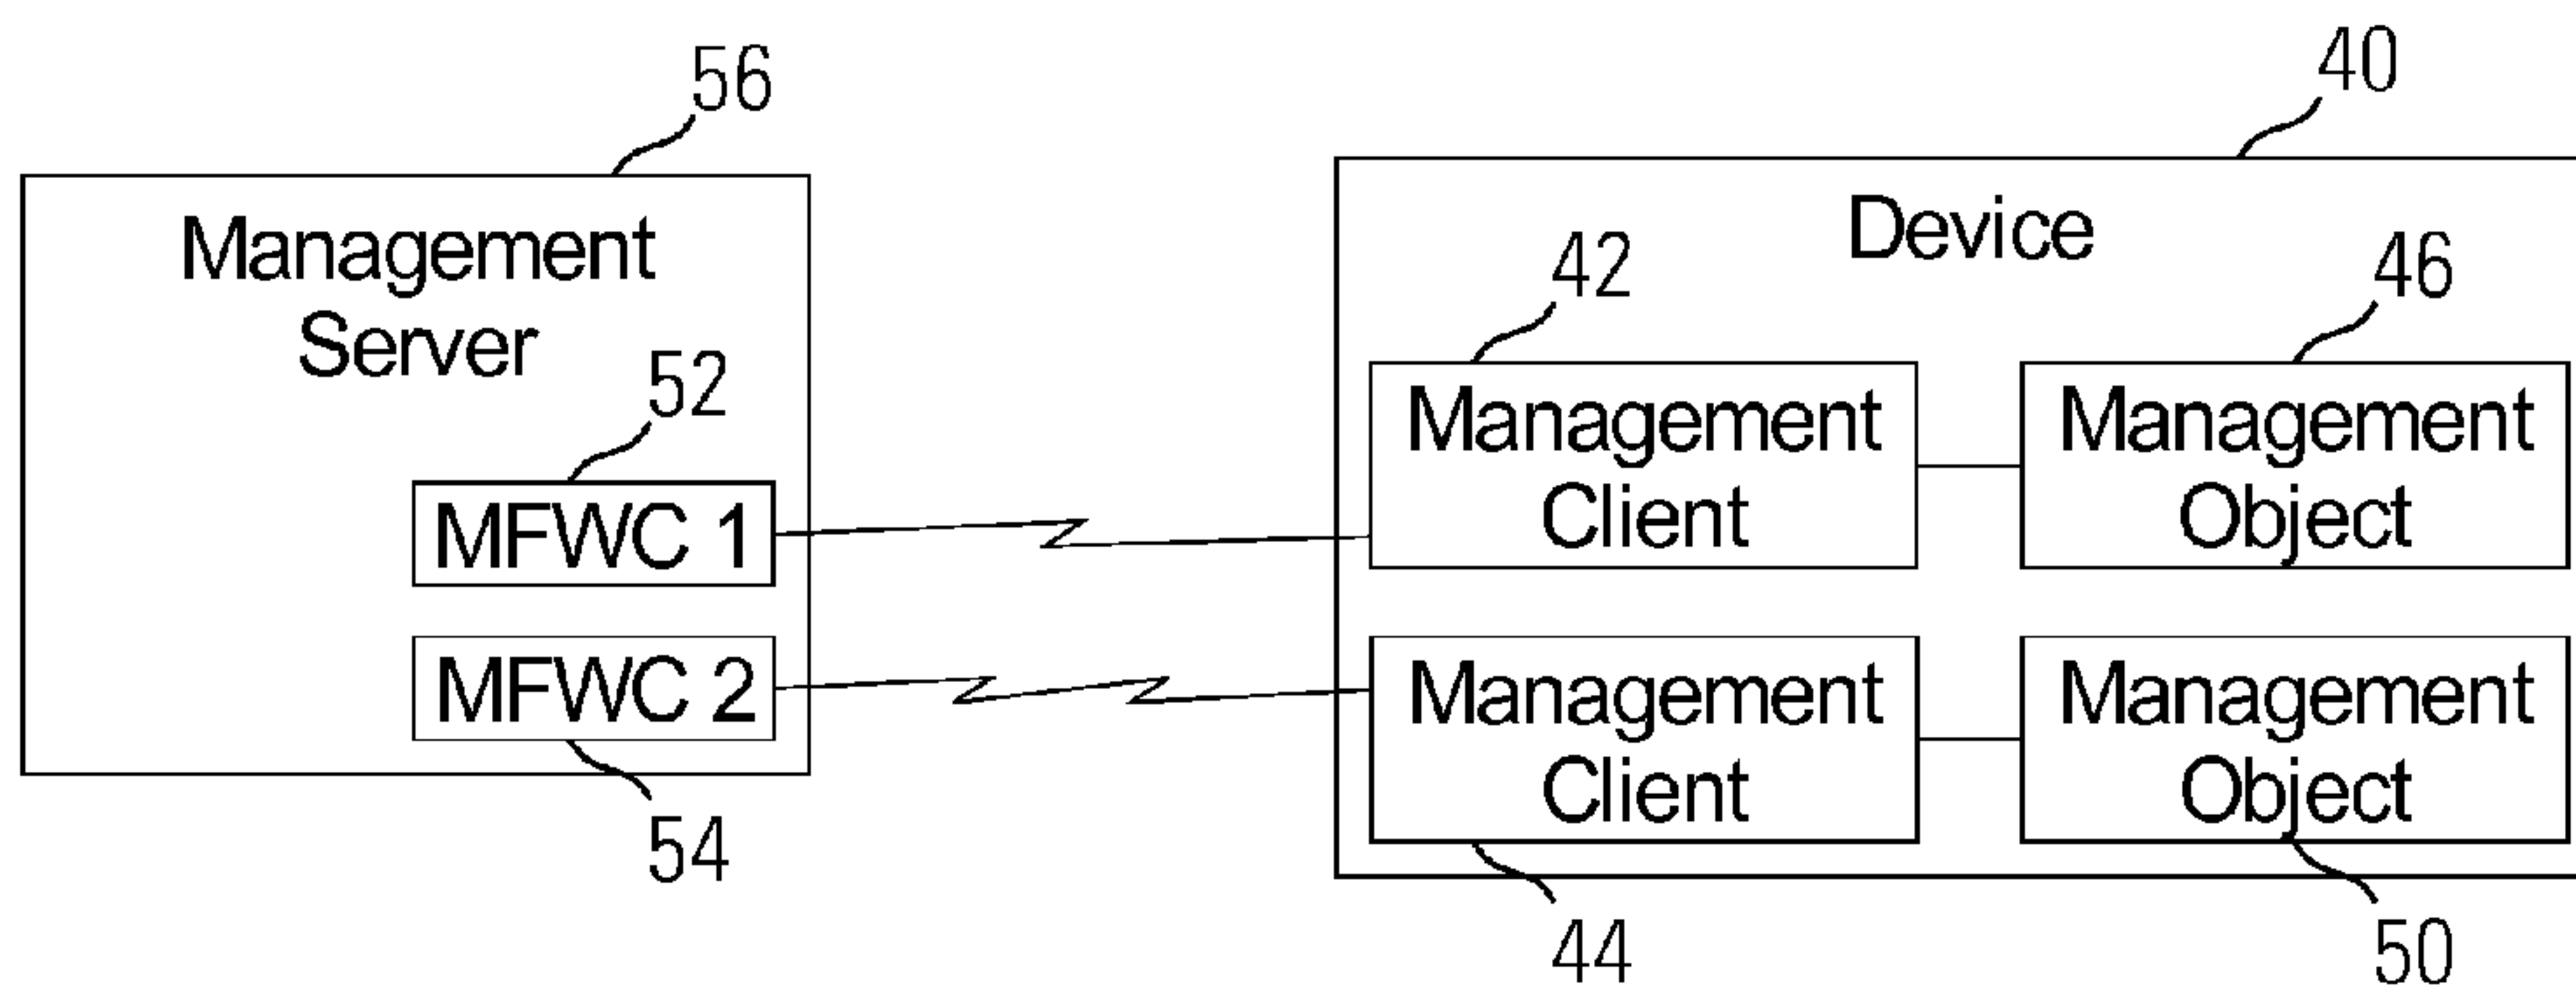 56
Management
Server
52
MFWC 1
MFWC 2
54
40
Device
42
46
Management
Client
Management
Object
Management
Client
Management
Object
44
50